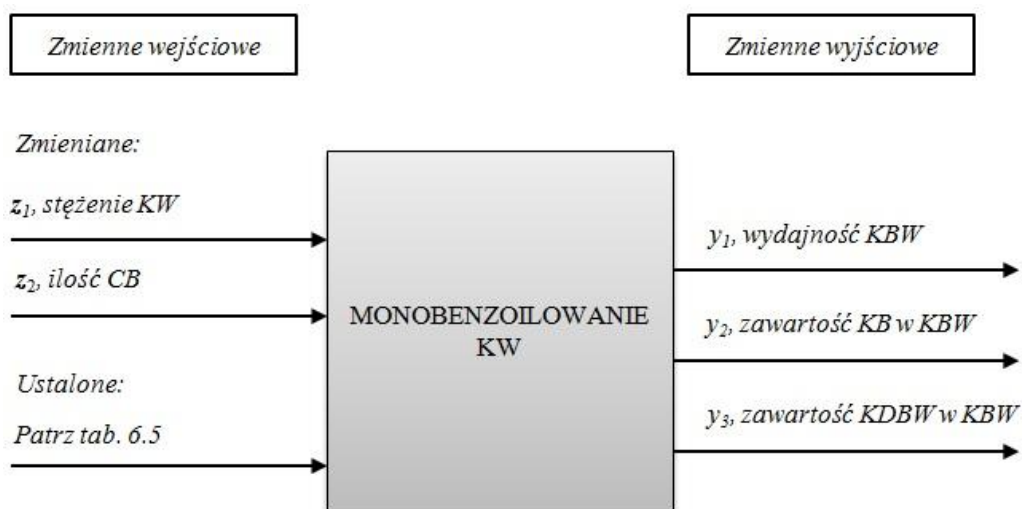 Zmienne wejściowe
Zmienne wyjściowe
Zmieniane:
z1, stężenie KW
z2, ilość CB
Ustalone:
Patrz tab. 6.5
MONOBENZOILOWANIE
KW
y1, wydajność KBW
y2, zawartość KB w KBW
y3, zawartość KDBW w KBW